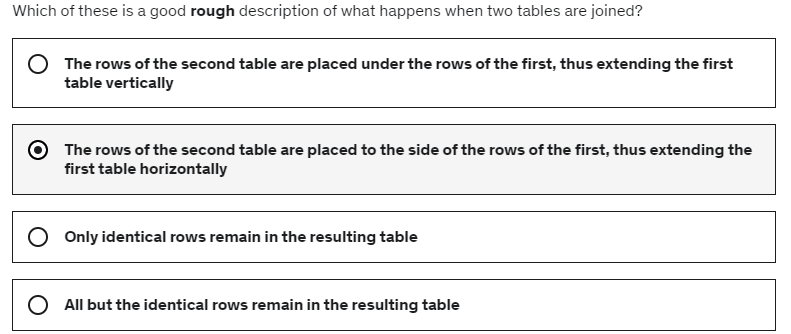 Which of these is a good rough description of what happens when two tables are joined?
The rows of the second table are placed under the rows of the first, thus extending the first
table vertically
The rows of the second table are placed to the side of the rows of the first, thus extending the
first table horizontally
Only identical rows remain in the resulting table
All but the identical rows remain in the resulting table